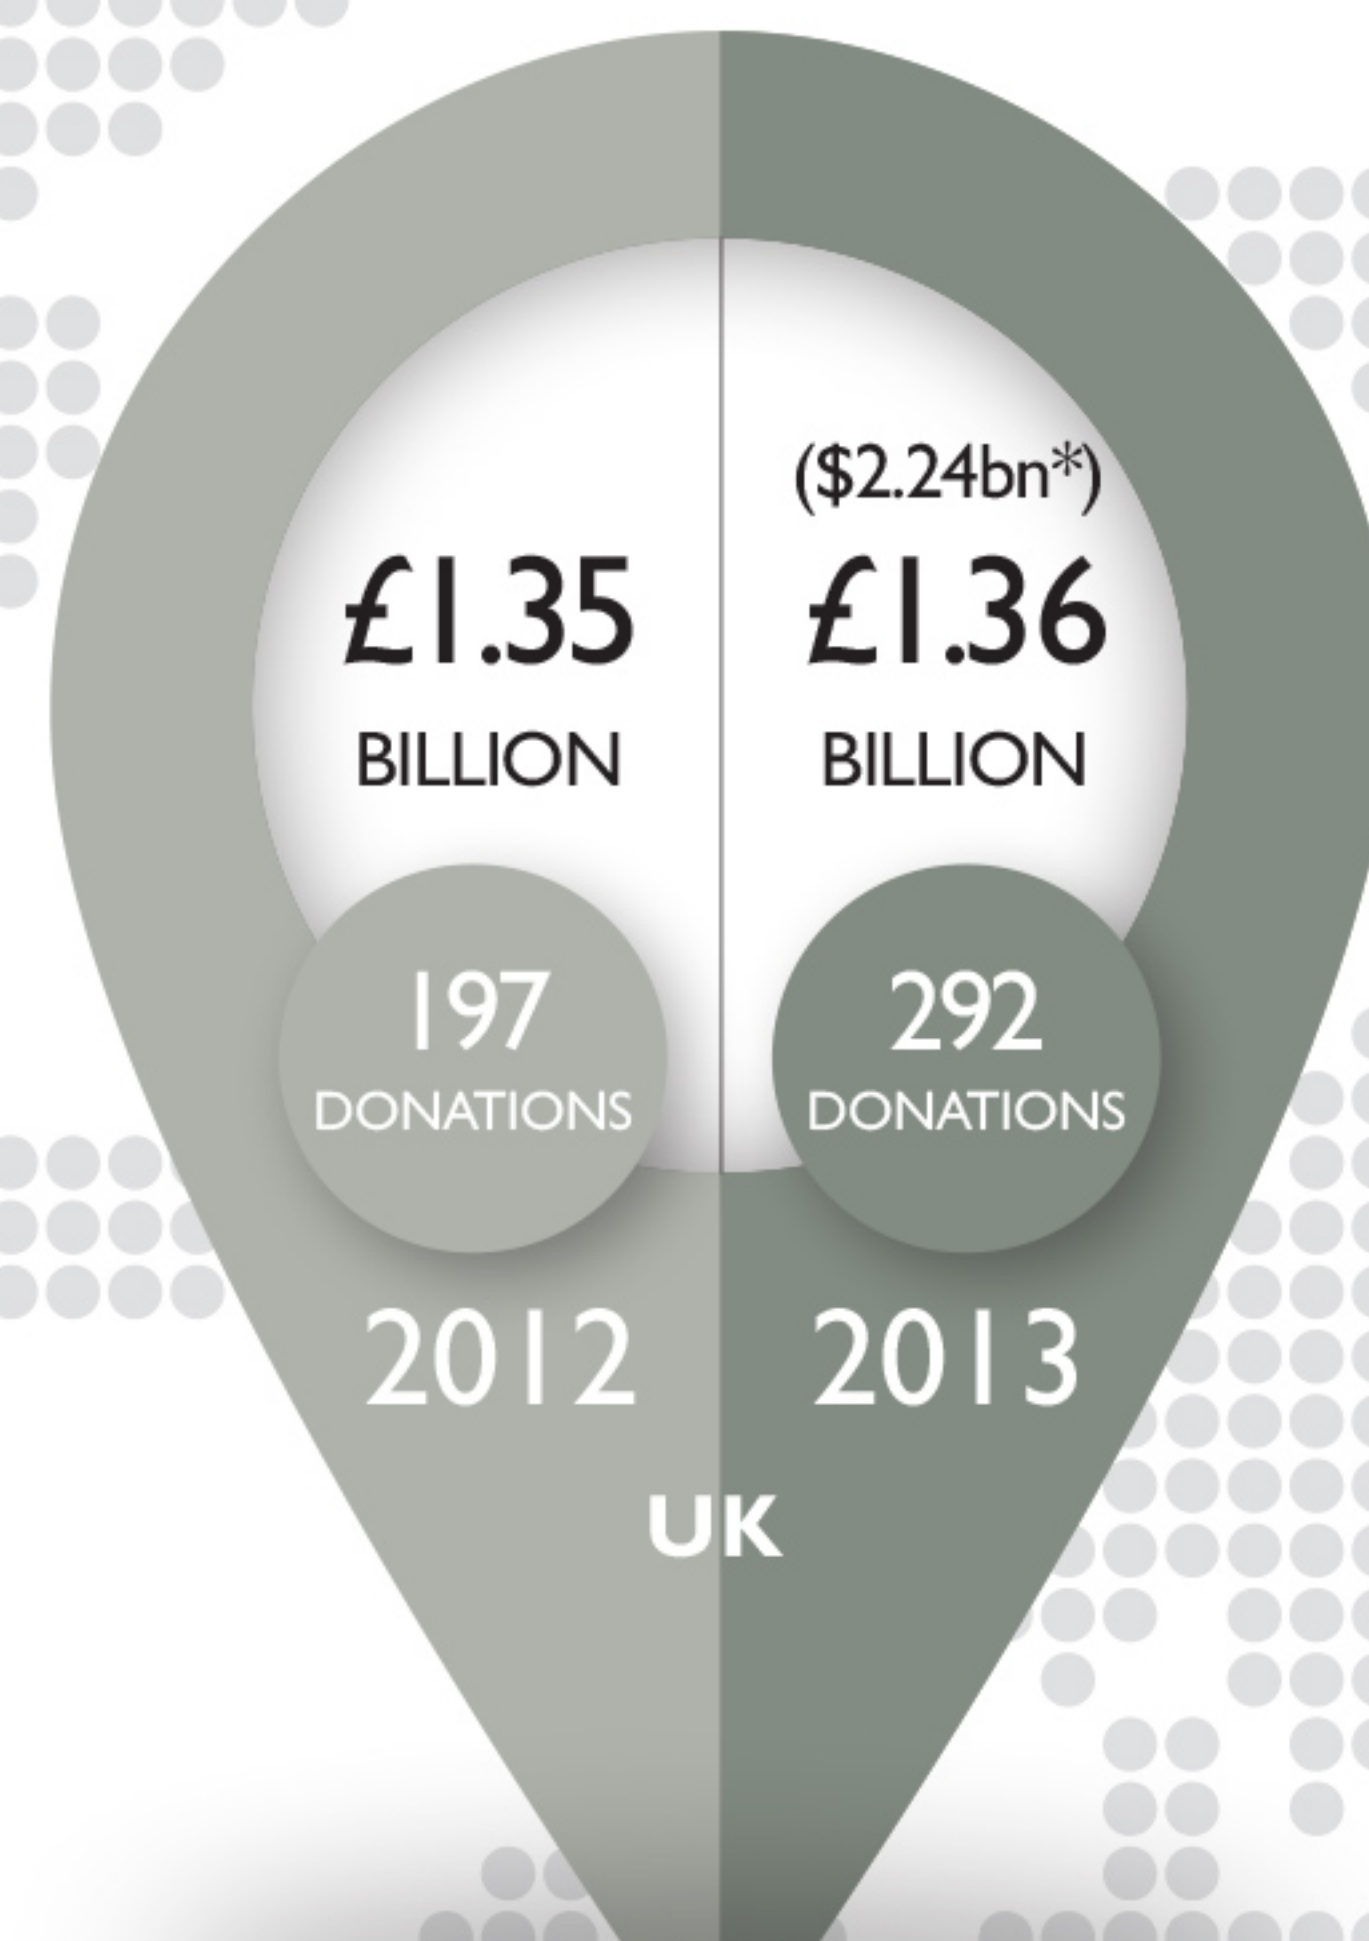 £1.35
BILLION
197
DONATIONS
2012
($2.24bn*)
£1.36
BILLION
292
DONATIONS
2013
UK